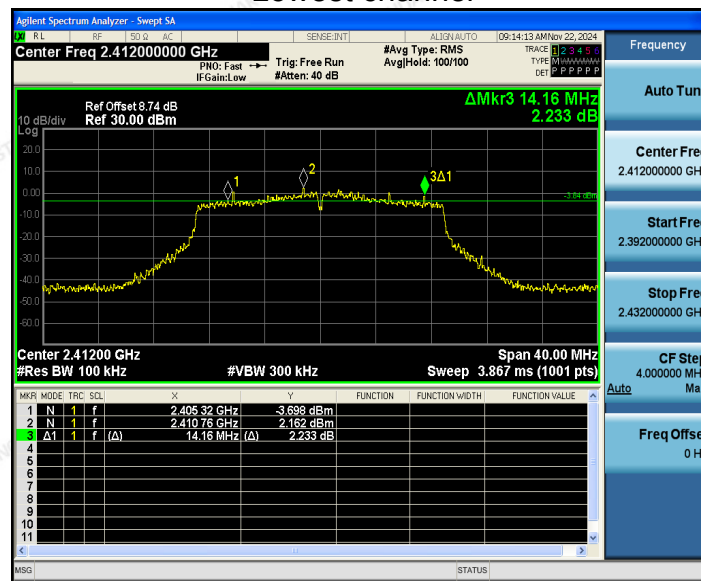 Lowest channel
Agilent Spectrum Analyzer - Swept SA
LXI RL RF 50 Ω AC SENSE:INT ALIGN AUTO 09:14:13 AM Nov 22, 2024
Center Freq 2.412000000 GHz
PNO: Fast
IFGain:Low
Trig: Free Run
#Atten: 40 dB
#Avg Type: RMS
Avg|Hold: 100/100
TRACE 1 2 3 4 5 6
TYPE M
DET P P P P P P
ΔMkr3 14.16 MHz
2.233 dB
Ref Offset 8.74 dB
10 dB/div Ref 30.00 dBm
Log
20.0
10.0
0.00
-10.0
-20.0
-30.0
-40.0
-50.0
-60.0
1
2
3Δ1
-3.84 dBm
Center 2.41200 GHz Span 40.00 MHz
#Res BW 100 kHz #VBW 300 kHz Sweep 3.867 ms (1001 pts)
MKR MODE TRC SCL X Y FUNCTION FUNCTION WIDTH FUNCTION VALUE
1 N 1 f 2.405 32 GHz -3.698 dBm
2 N 1 f 2.410 76 GHz 2.162 dBm
3 Δ1 1 f (Δ) 14.16 MHz (Δ) 2.233 dB
4
5
6
7
8
9
10
11
MSG STATUS
Frequency
Auto Tun
Center Fre
2.412000000 GH
Start Fre
2.392000000 GH
Stop Fre
2.432000000 GH
CF Step
4.000000 MH
Auto Ma
Freq Offse
0 H